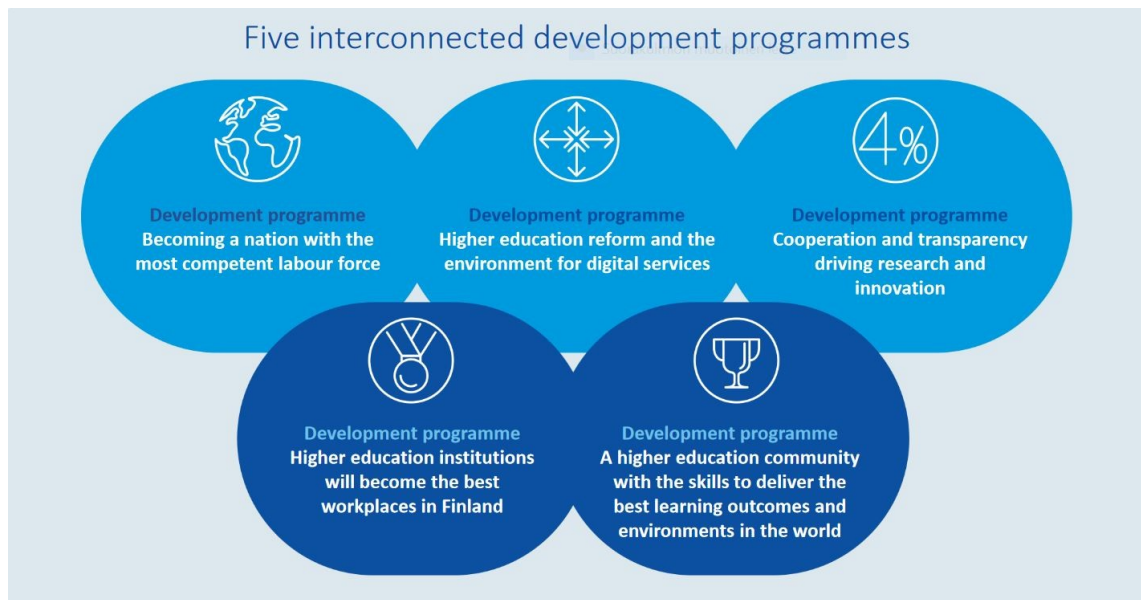 Five interconnected development programmes
4%
Development programme
Becoming a nation with the
most competent labour force
Development programme
Higher education reform and the
environment for digital services
Development programme
Cooperation and transparency
driving research and
innovation
Development programme
Higher education institutions
will become the best
workplaces in Finland
Development programme
A higher education community
with the skills to deliver the
best learning outcomes and
environments in the world